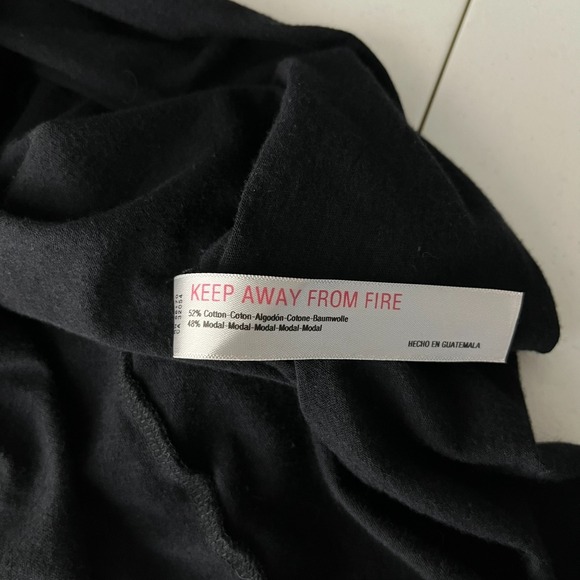 KEEP AWAY FROM FIRE
52% Cotton-Coton-Algodón-Cotone-Baumwolle
48% Modal-Modal-Modal-Modal-Modal
HECHO EN GUATEMALA